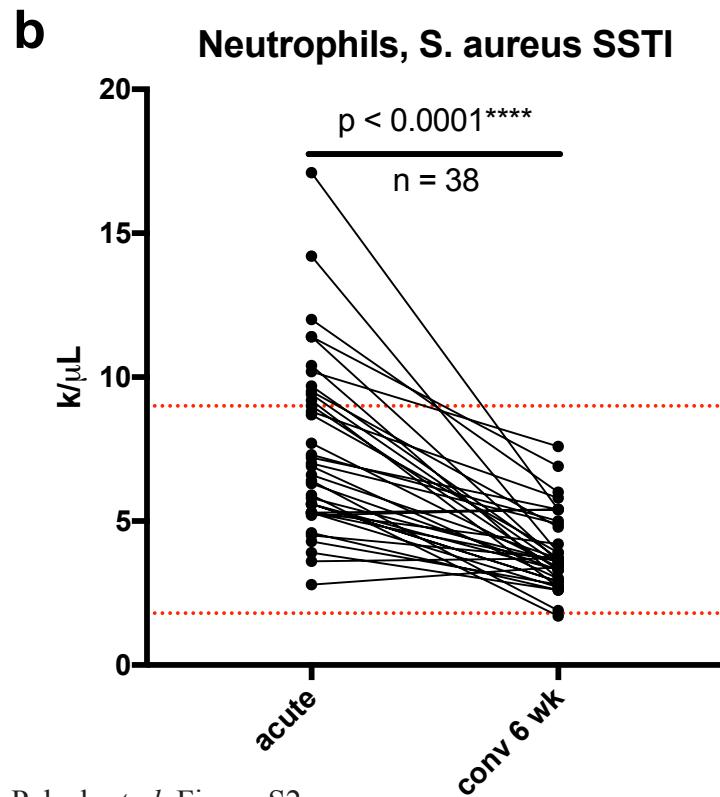 b
Neutrophils, S. aureus SSTI
20
p < 0.0001****
n = 38
15
k/μL
10
5
0
acute
conv 6 wk